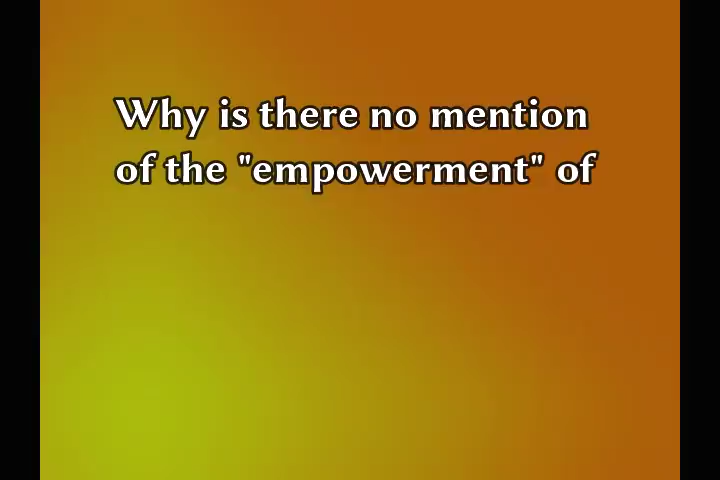 Why is there no mention
of the "empowerment" of